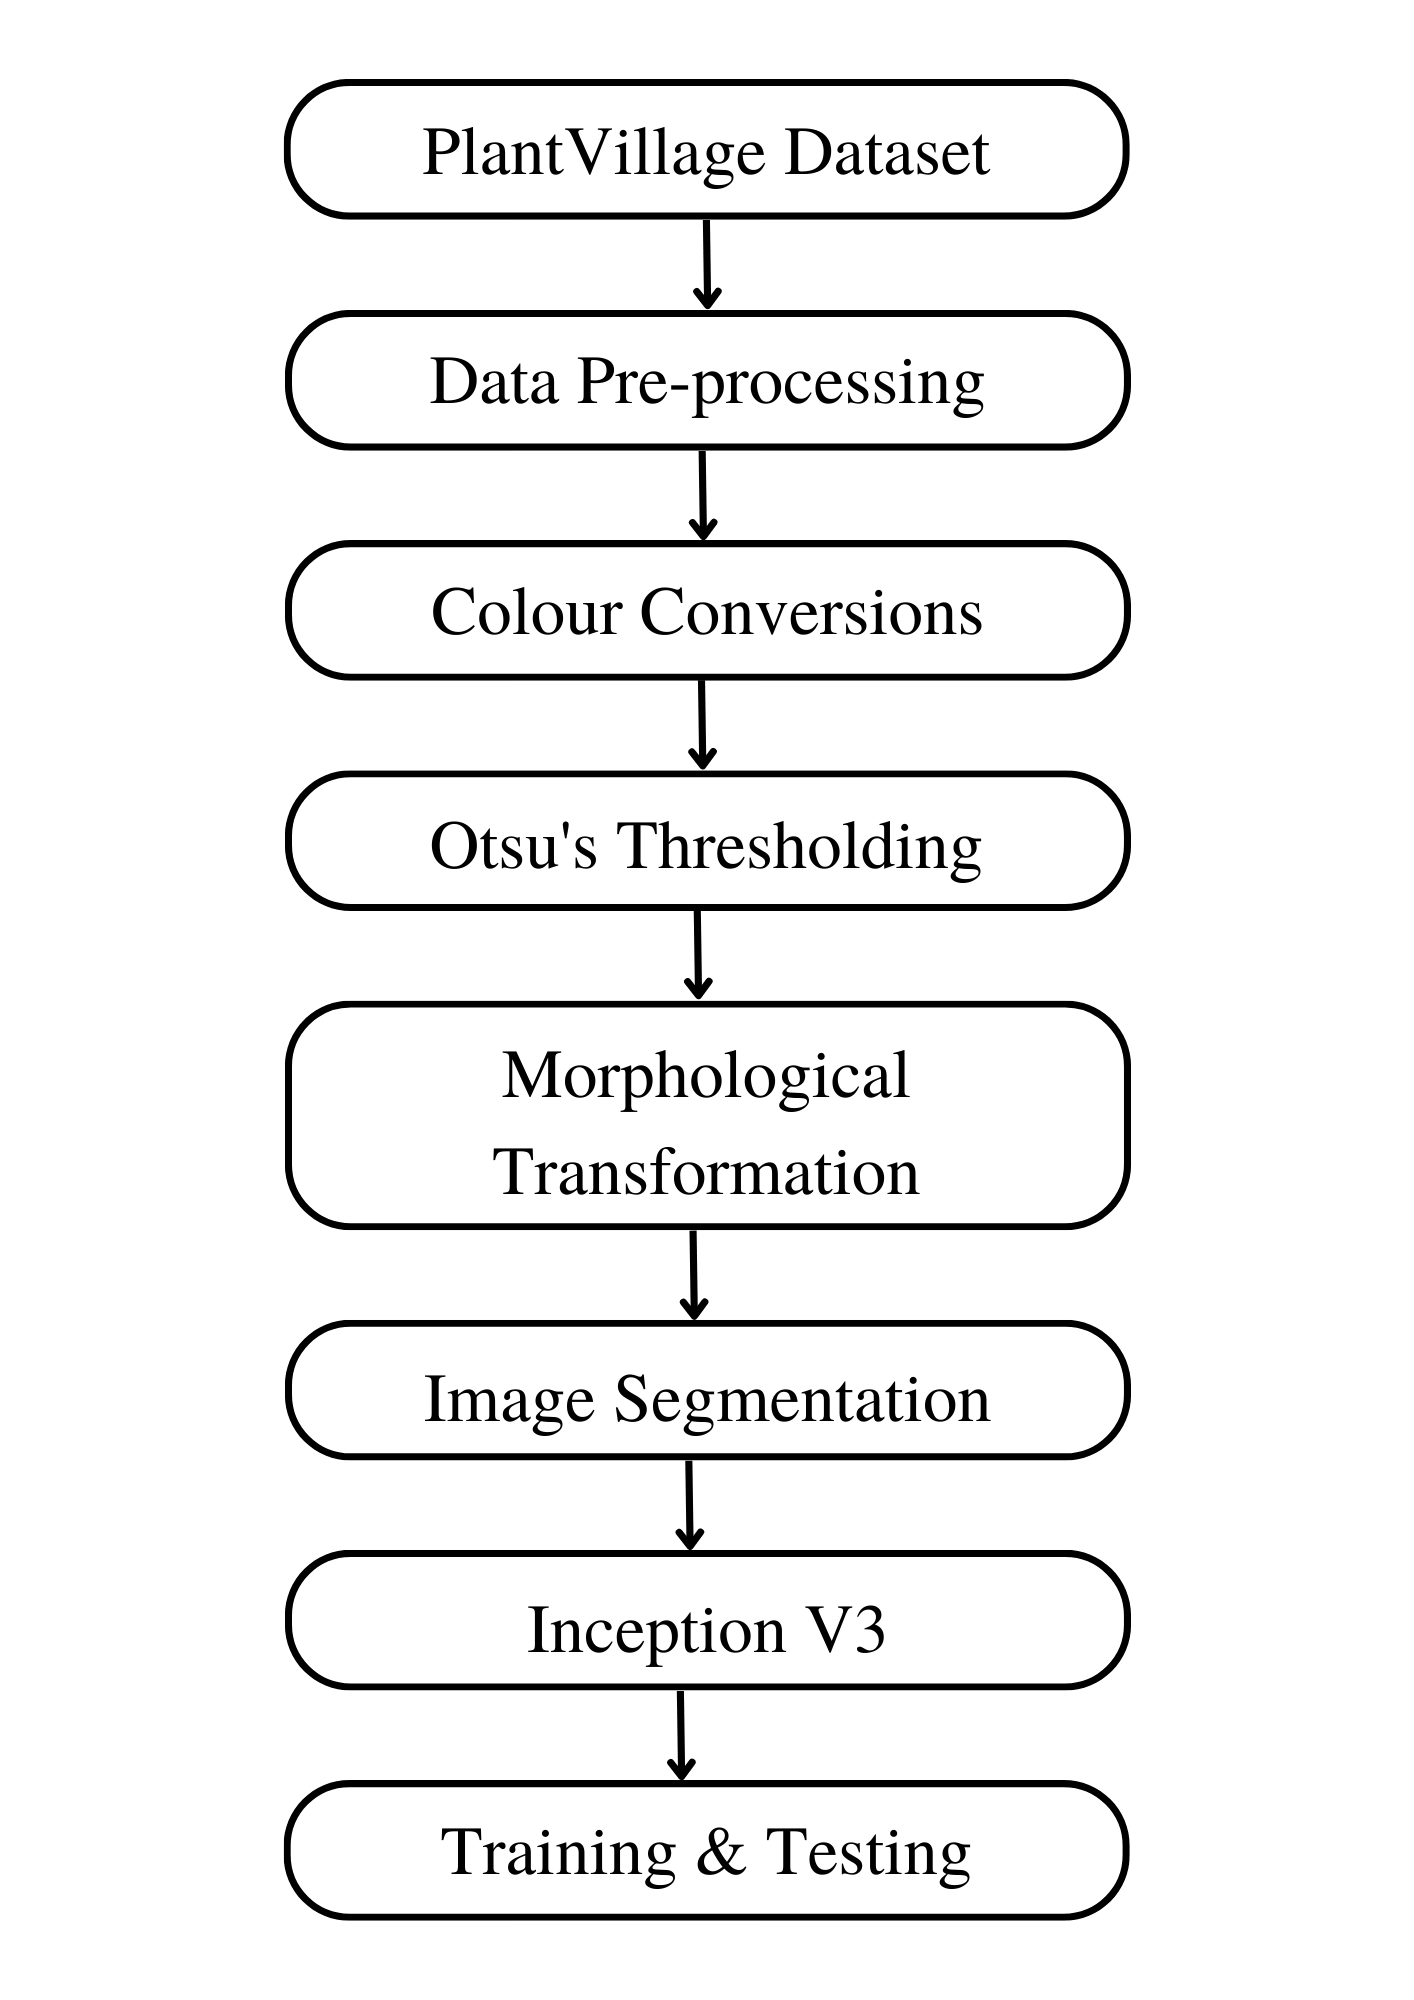 PlantVillage Dataset
Data Pre-processing
Colour Conversions
Otsu's Thresholding
Morphological
Transformation
Image Segmentation
Inception V3
Training & Testing